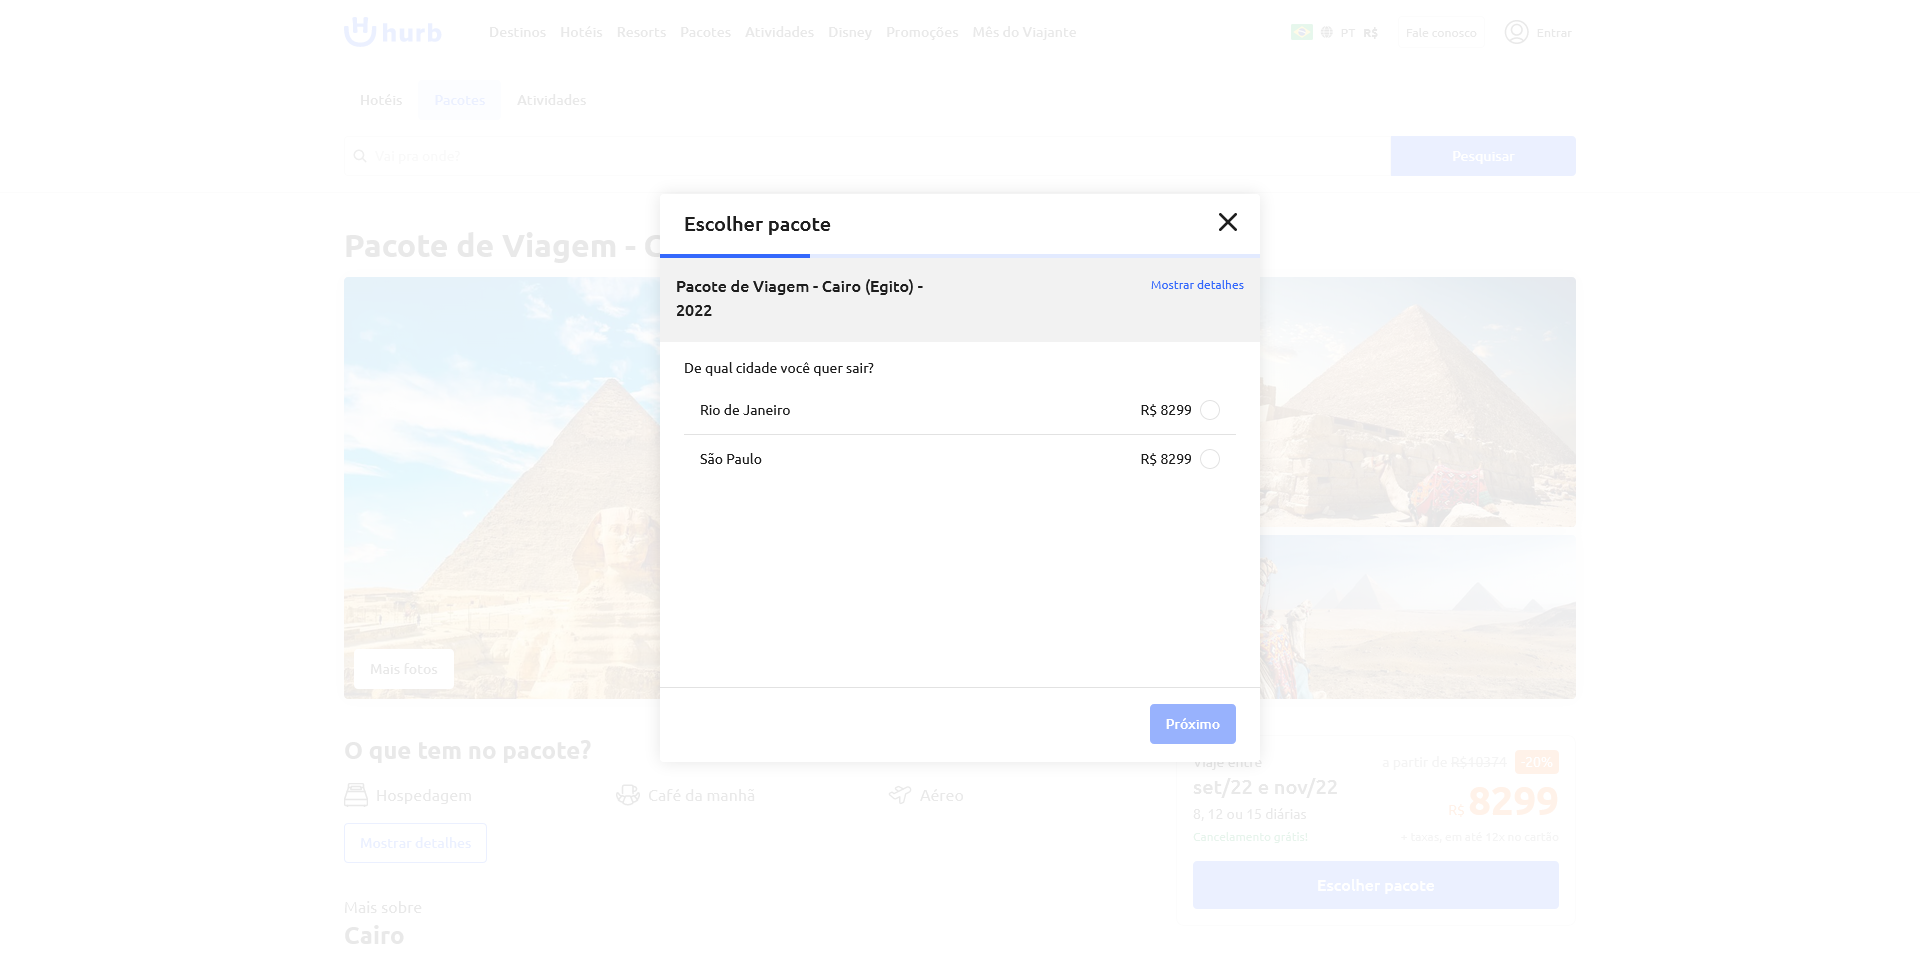 hurb
Destinos Hotéis Resorts Pacotes Atividades Disney Promoções Mês do Viajante
PT R$ Fale conosco Entrar
Hotéis Pacotes Atividades
Vai pra onde? Pesquisar
Pacote de Viagem - C
Escolher pacote
Pacote de Viagem - Cairo (Egito) -
2022
Mostrar detalhes
De qual cidade você quer sair?
Rio de Janeiro R$ 8299
São Paulo R$ 8299
Próximo
Mais fotos
O que tem no pacote?
Hospedagem Café da manhã Aéreo
Mostrar detalhes
Viaje entre
set/22 e nov/22
8, 12 ou 15 diárias
Cancelamento grátis!
a partir de R$10374 -20%
R$ 8299
+ taxas, em até 12x no cartão
Escolher pacote
Mais sobre
Cairo